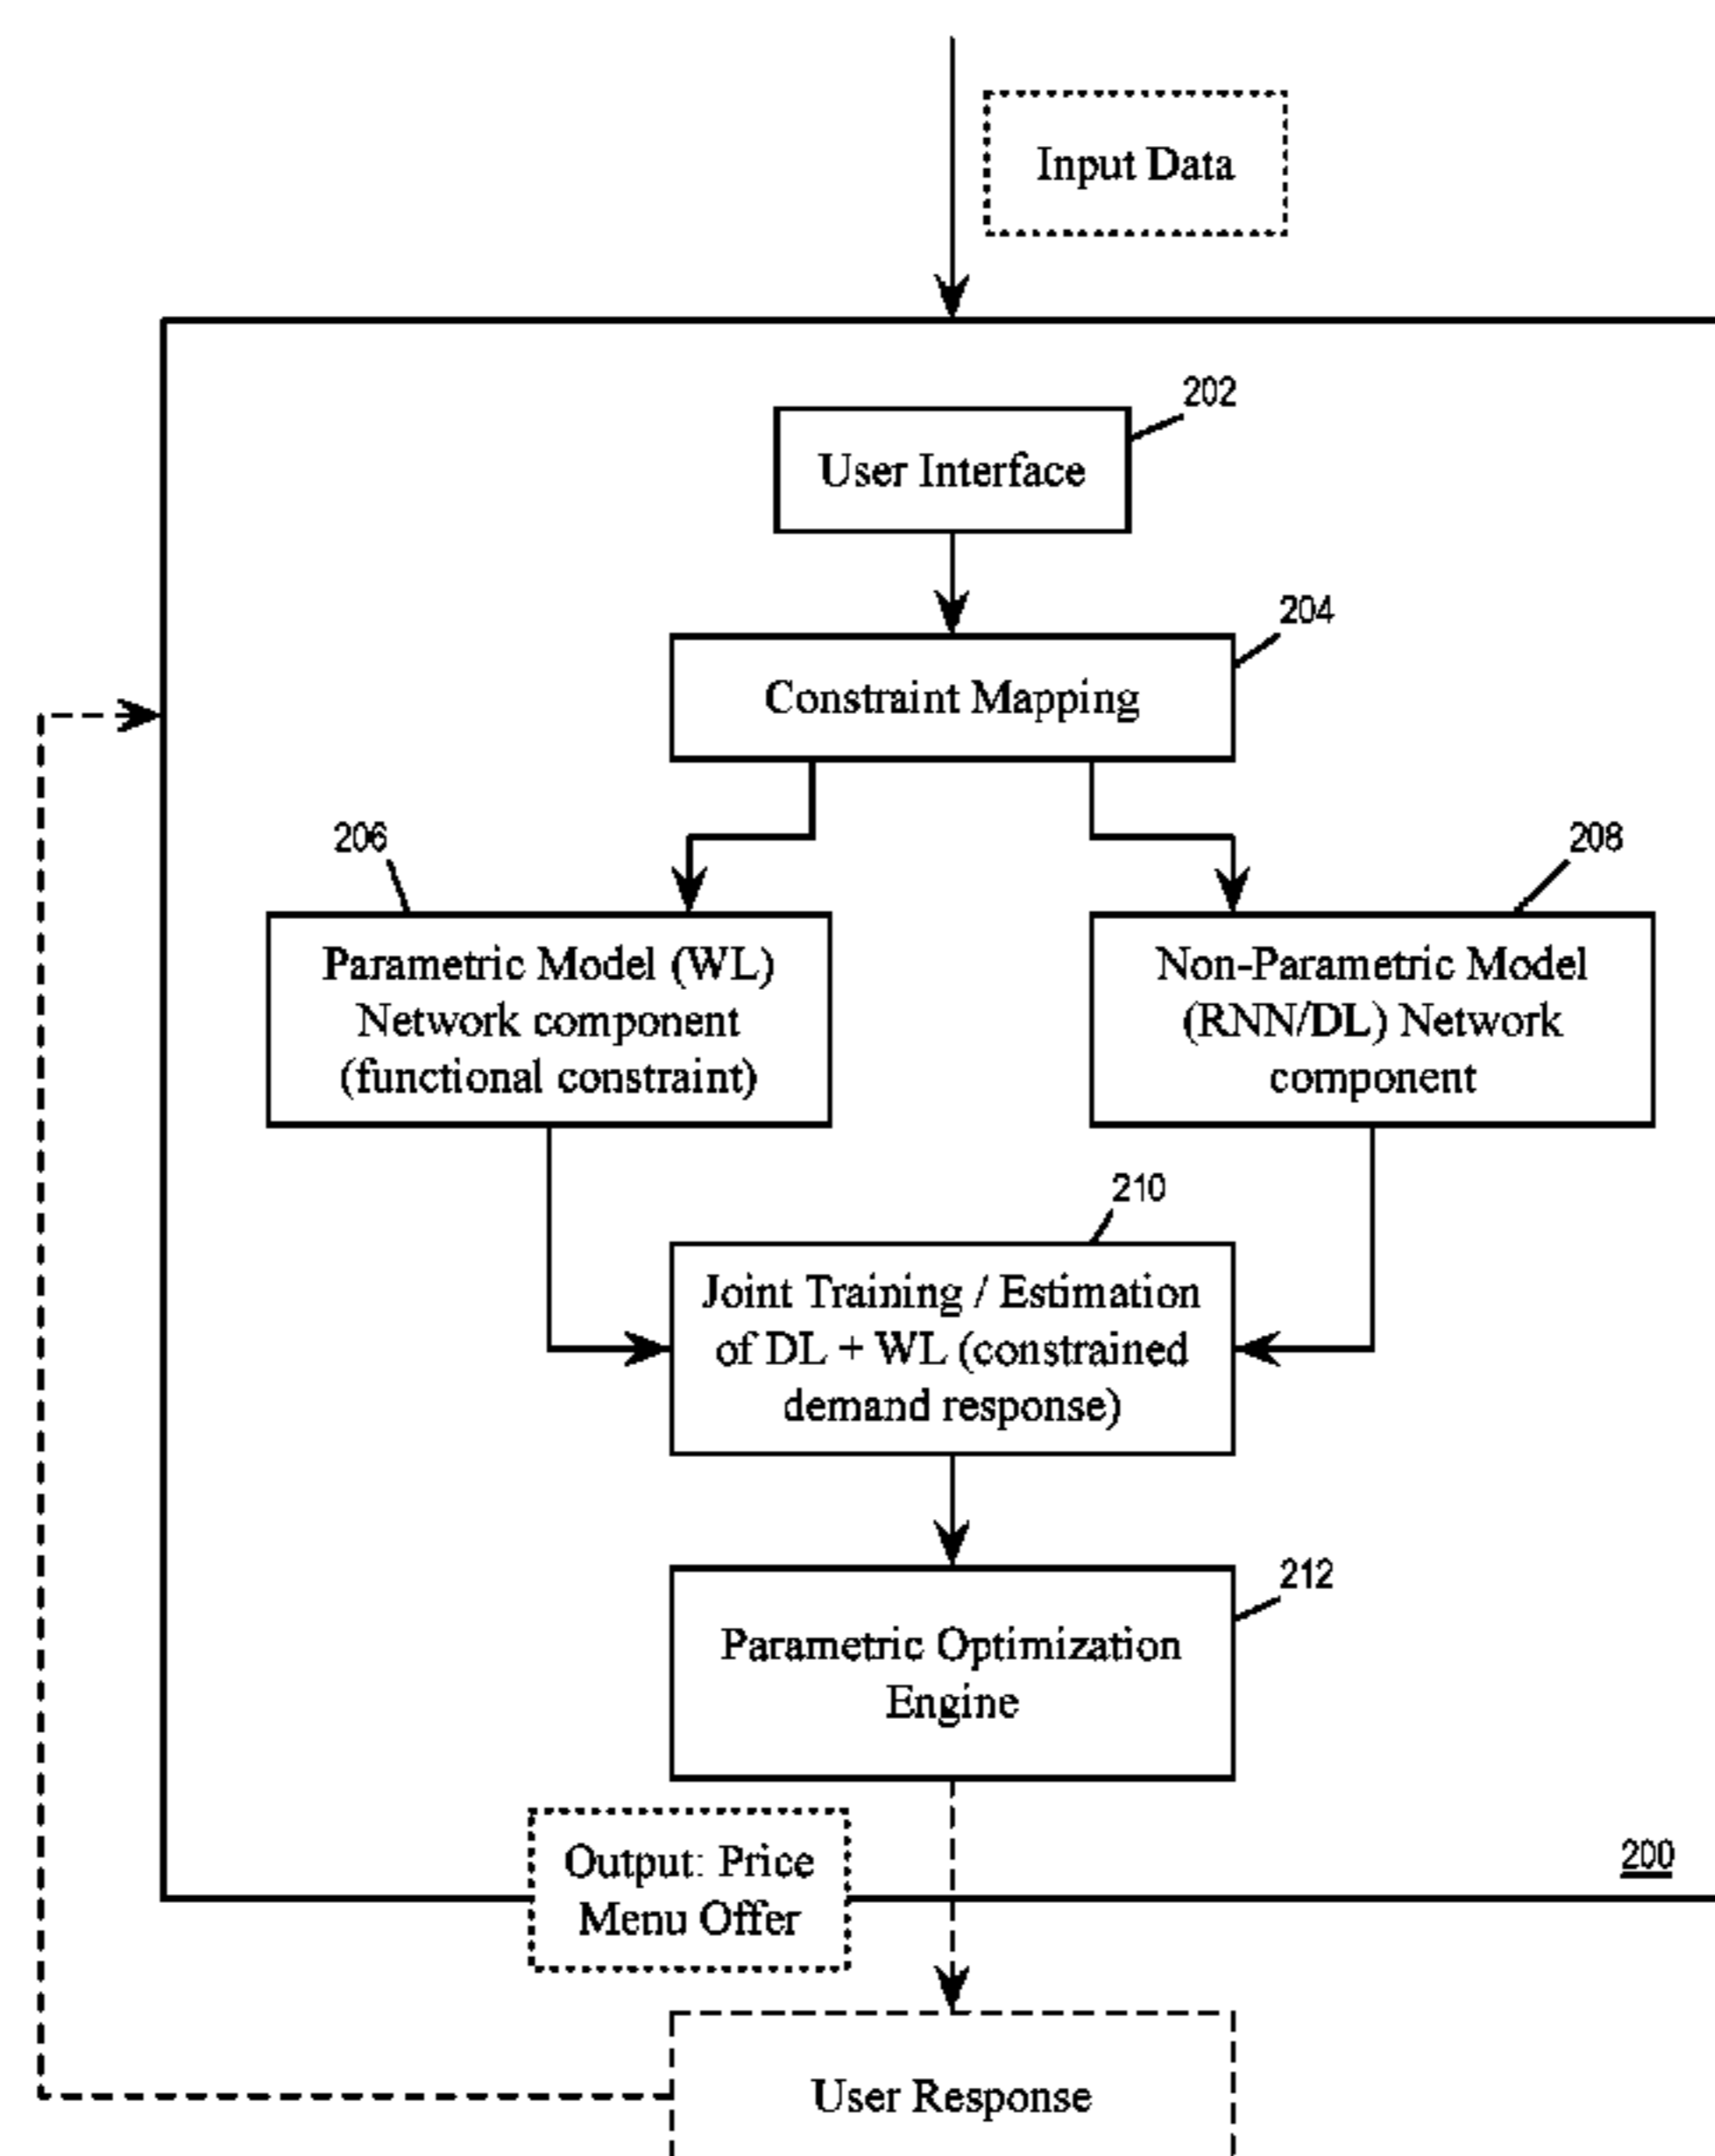 Input Data
202
User Interface
204
Constraint Mapping
206
208
Parametric Model (WL)
Network component
(functional constraint)
Non-Parametric Model
(RNN/DL) Network
component
210
Joint Training / Estimation
of DL + WL (constrained
demand response)
212
Parametric Optimization
Engine
Output: Price
Menu Offer
200
User Response